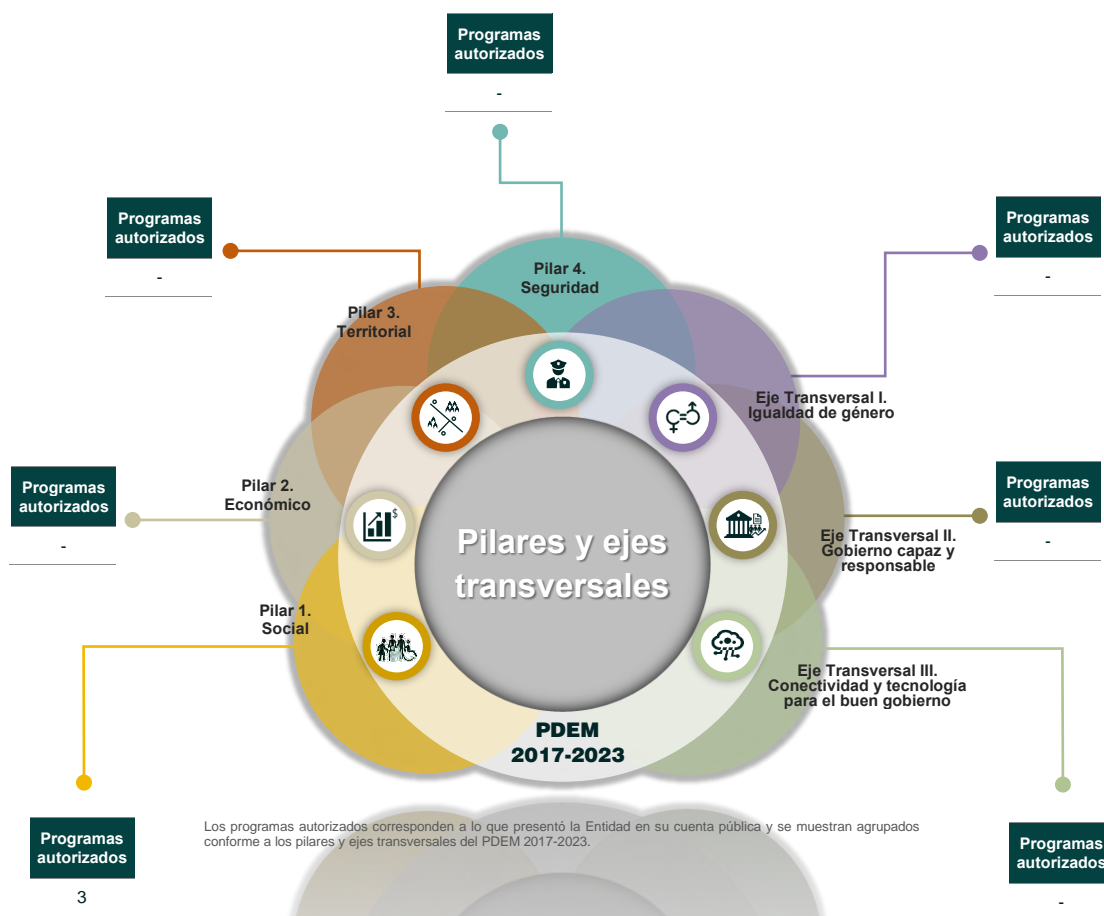 Programas
autorizados
-
Programas
autorizados
-
Programas
autorizados
-
Pilar 4.
Seguridad
Pilar 3.
Territorial
Eje Transversal I.
Igualdad de género
Programas
autorizados
-
Pilar 2.
Económico
$
Programas
autorizados
-
Eje Transversal II.
Gobierno capaz y
responsable
Pilares y ejes
transversales
Pilar 1.
Social
Eje Transversal III.
Conectividad y tecnología
para el buen gobierno
PDEM
2017-2023
Programas
autorizados
3
Los programas autorizados corresponden a lo que presentó la Entidad en su cuenta pública y se muestran agrupados
conforme a los pilares y ejes transversales del PDEM 2017-2023.
Programas
autorizados
-